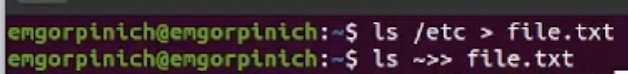 emgorpinich@emgorpinich:~$ ls /etc > file.txt
emgorpinich@emgorpinich:~$ ls ~>> file.txt